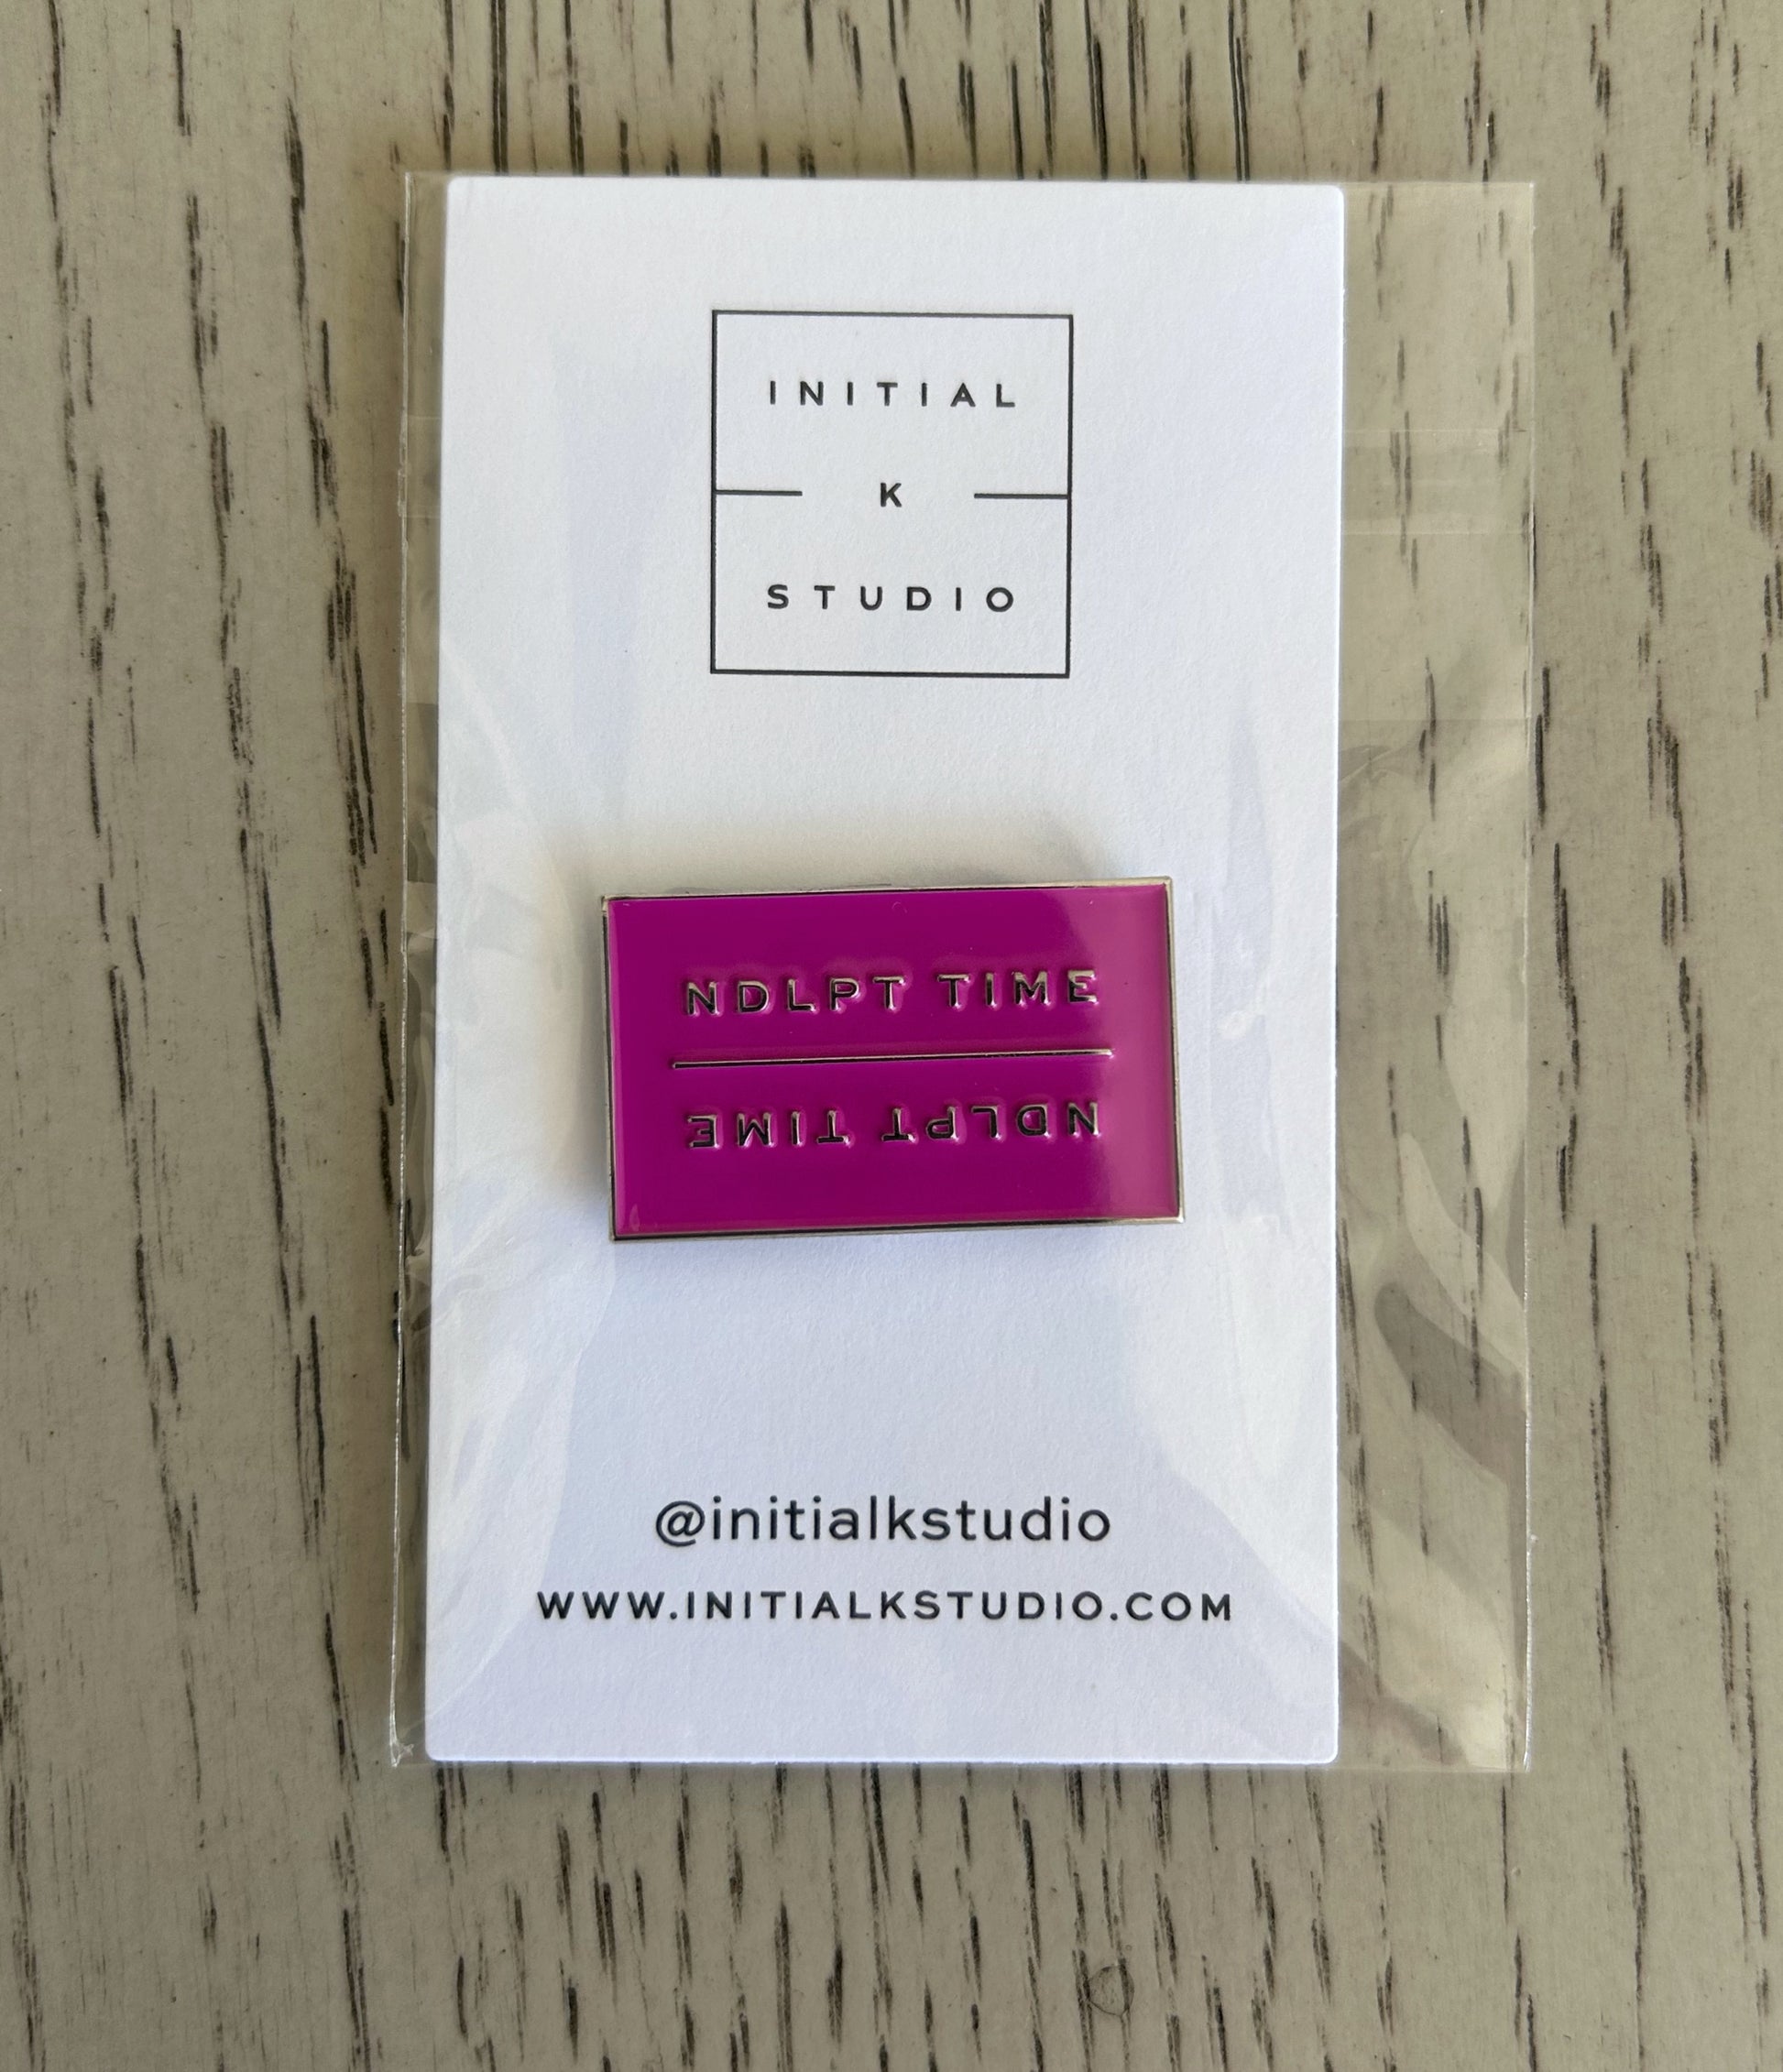 INITIAL
K
STUDIO
NDLPT TIME
NDLPT TIME
@initialkstudio
WWW.INITIALKSTUDIO.COM